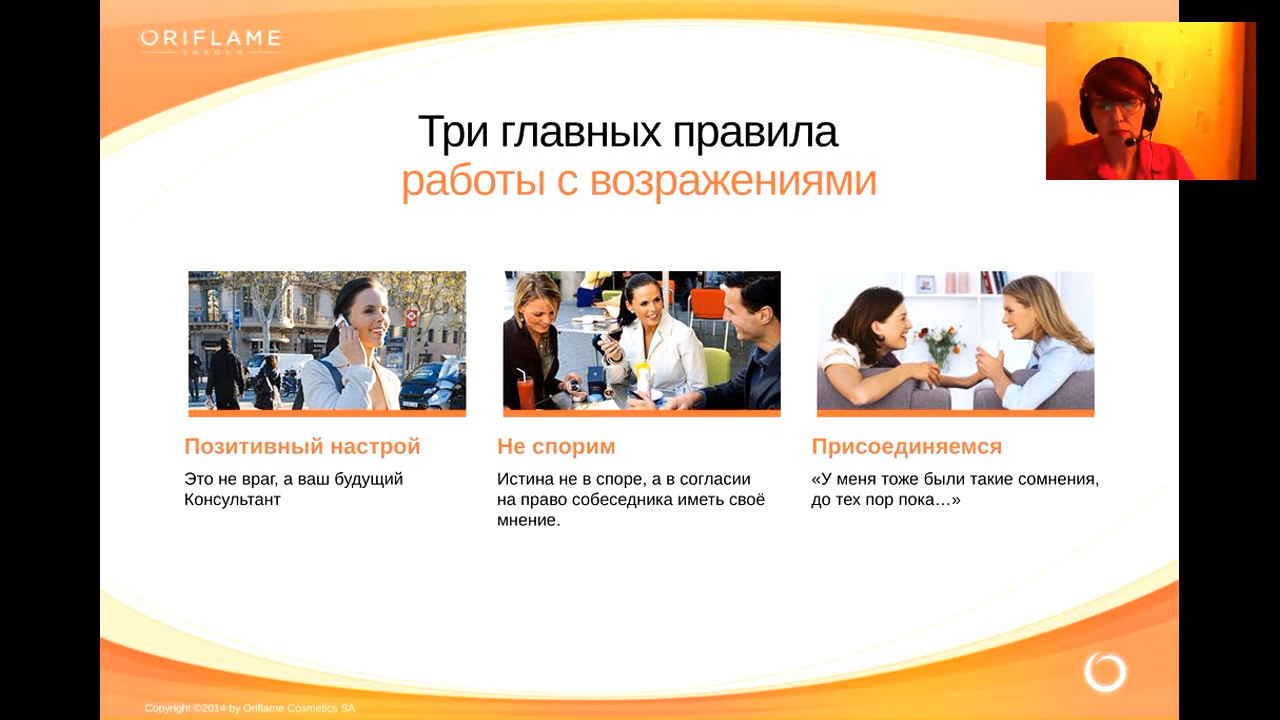 ORIFLAME
SWEDEN
Три главных правила
работы с возражениями
Позитивный настрой
Это не враг, а ваш будущий
Консультант
Не спорим
Истина не в споре, а в согласии
на право собеседника иметь своё
мнение.
Присоединяемся
«У меня тоже были такие сомнения,
до тех пор пока…»
Copyright ©2014 by Oriflame Cosmetics SA